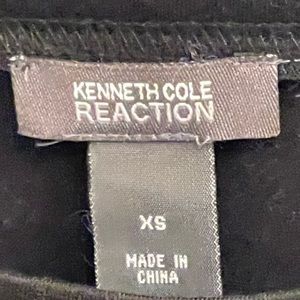 KENNETH COLE
REACTION
XS
MADE IN
CHINA